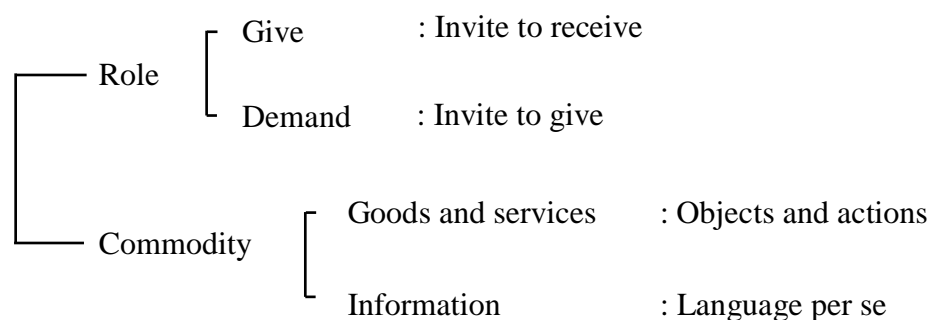 Give : Invite to receive
Role
Demand : Invite to give
Goods and services : Objects and actions
Commodity
Information : Language per se